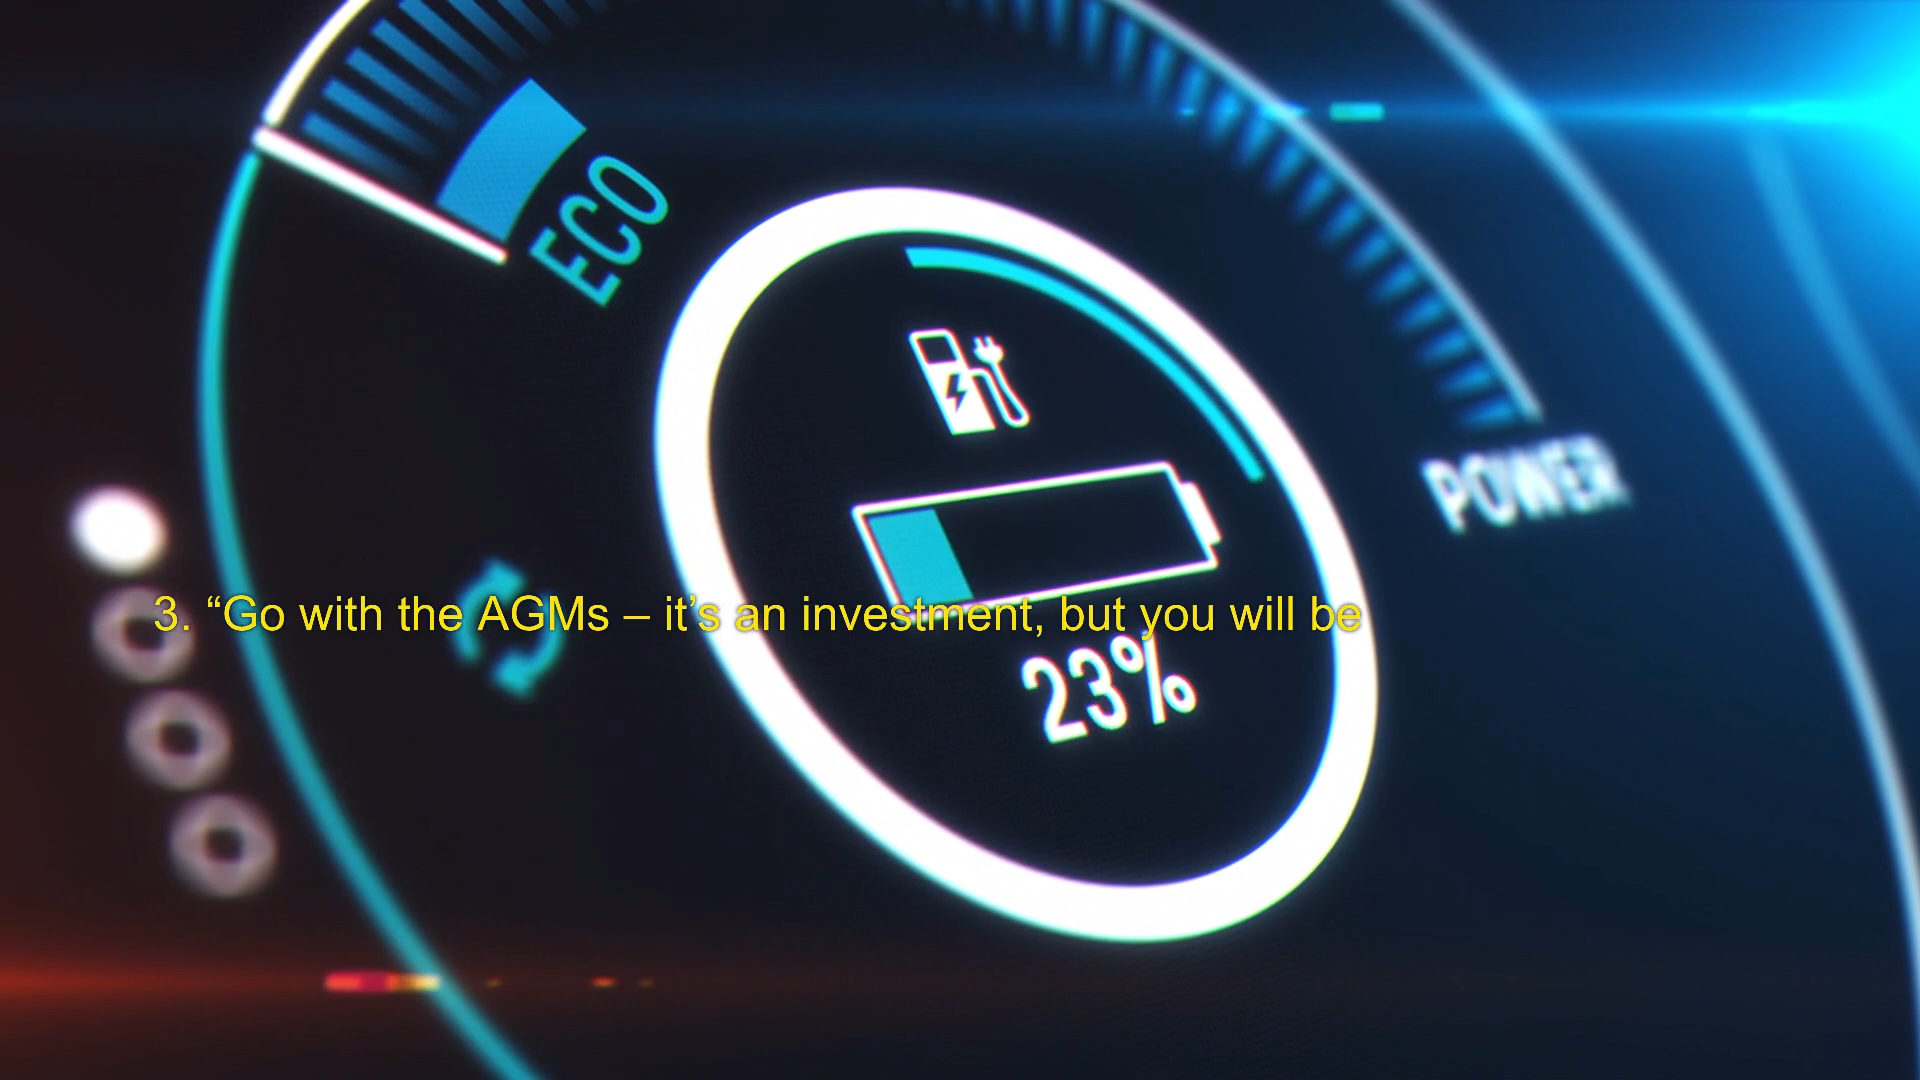 ECO
POWER
3. “Go with the AGMs – it’s an investment, but you will be
23%